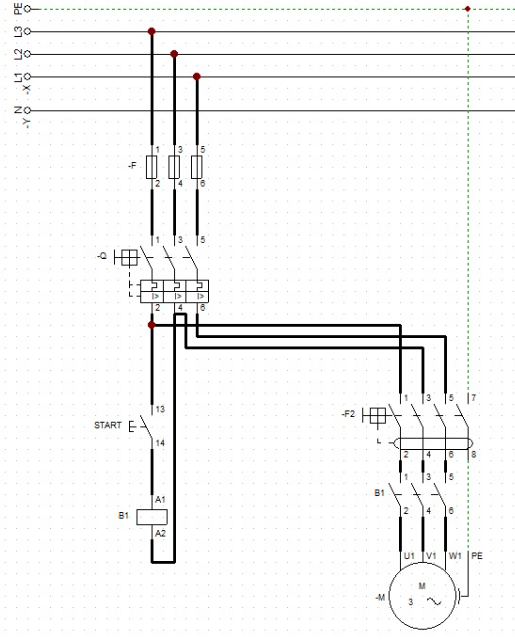 PE
L3
L2
L1
-X
N
-Y
1 3 5
-F
2 4 6
1 3 5
-Q
I> I> I>
2 4 6
13
START
14
1 3 5 7
-F2
2 4 6 8
A1
B1
A2
1 3 5
B1
2 4 6
U1 V1 W1 PE
M
-M
3